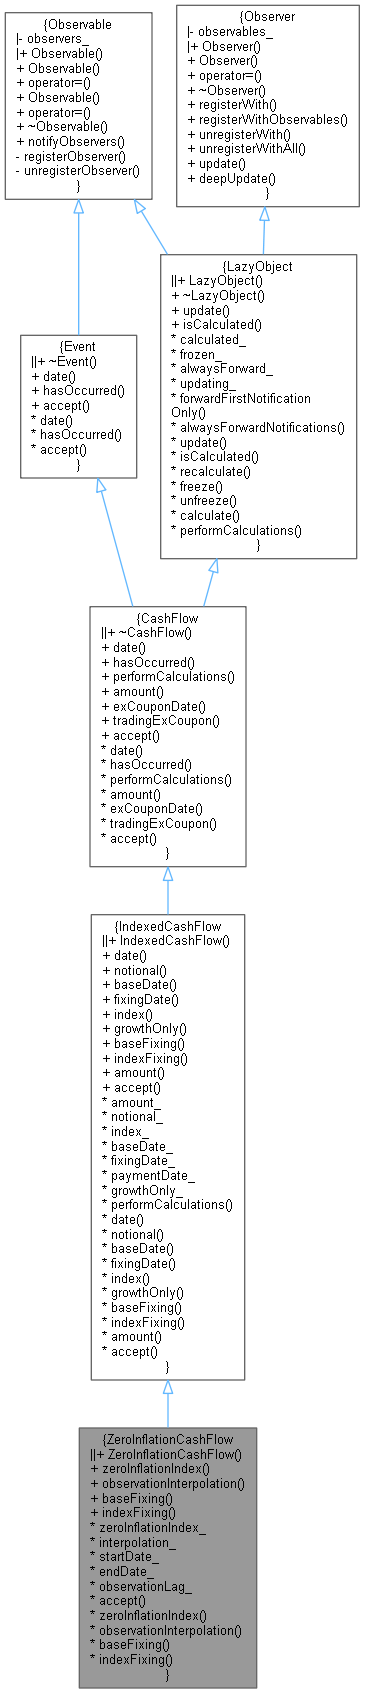 {Observable
|- observers_
|+ Observable()
+ Observable()
+ operator=()
+ Observable()
+ operator=()
+ ~Observable()
+ notifyObservers()
- registerObserver()
- unregisterObserver()
}
{Observer
|- observables_
|+ Observer()
+ Observer()
+ operator=()
+ ~Observer()
+ registerWith()
+ registerWithObservables()
+ unregisterWith()
+ unregisterWithAll()
+ update()
+ deepUpdate()
}
{LazyObject
||+ LazyObject()
+ ~LazyObject()
+ update()
+ isCalculated()
* calculated_
* frozen_
* alwaysForward_
* updating_
* forwardFirstNotification
Only()
* alwaysForwardNotifications()
* update()
* isCalculated()
* recalculate()
* freeze()
* unfreeze()
* calculate()
* performCalculations()
}
{Event
||+ ~Event()
+ date()
+ hasOccurred()
+ accept()
* date()
* hasOccurred()
* accept()
}
{CashFlow
||+ ~CashFlow()
+ date()
+ hasOccurred()
+ performCalculations()
+ amount()
+ exCouponDate()
+ tradingExCoupon()
+ accept()
* date()
* hasOccurred()
* performCalculations()
* amount()
* exCouponDate()
* tradingExCoupon()
* accept()
}
{IndexedCashFlow
||+ IndexedCashFlow()
+ date()
+ notional()
+ baseDate()
+ fixingDate()
+ index()
+ growthOnly()
+ baseFixing()
+ indexFixing()
+ amount()
+ accept()
* amount_
* notional_
* index_
* baseDate_
* fixingDate_
* paymentDate_
* growthOnly_
* performCalculations()
* date()
* notional()
* baseDate()
* fixingDate()
* index()
* growthOnly()
* baseFixing()
* indexFixing()
* amount()
* accept()
}
{ZeroInflationCashFlow
||+ ZeroInflationCashFlow()
+ zeroInflationIndex()
+ observationInterpolation()
+ baseFixing()
+ indexFixing()
* zeroInflationIndex_
* interpolation_
* startDate_
* endDate_
* observationLag_
* accept()
* zeroInflationIndex()
* observationInterpolation()
* baseFixing()
* indexFixing()
}